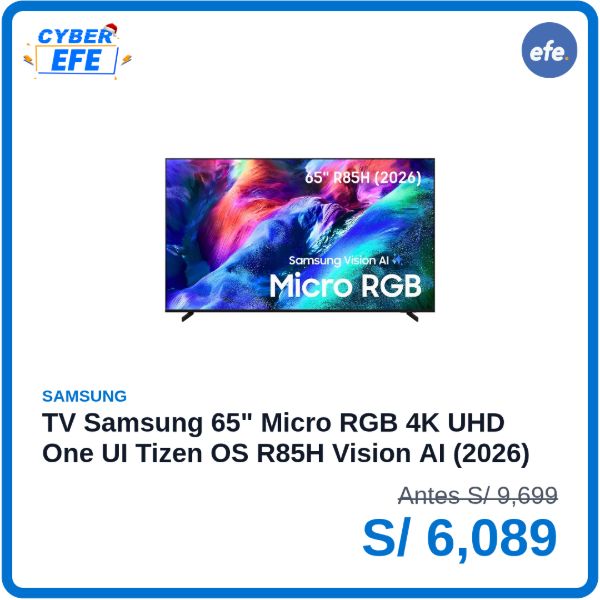 CYBER
EFE
efe.
65" R85H (2026)
Samsung Vision AI
Micro RGB
SAMSUNG
TV Samsung 65" Micro RGB 4K UHD
One UI Tizen OS R85H Vision AI (2026)
Antes S/ 9,699
S/ 6,089